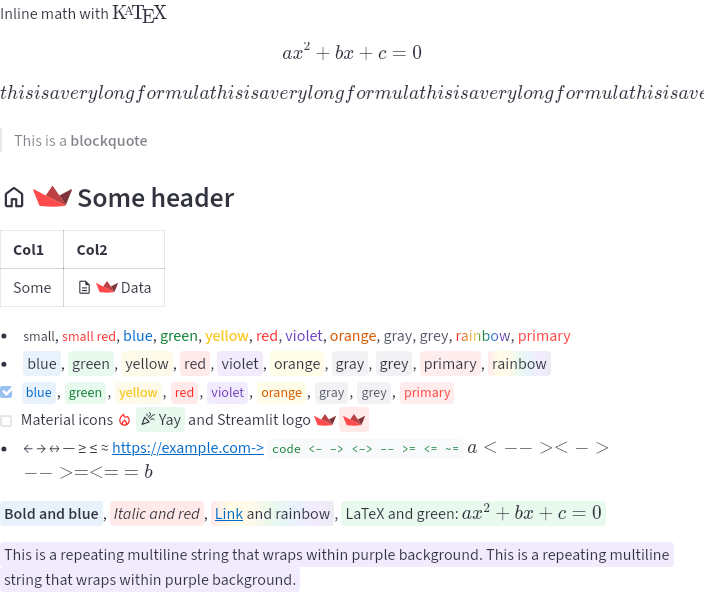 Inline math with KATEX
ax² + bx + c = 0
thisisaverylongformulathisisaverylongformulathisisaverylongformulathisisave
This is a blockquote
Some header
Col1 Col2
Some Data
small, small red, blue, green, yellow, red, violet, orange, gray, grey, rainbow, primary
blue , green , yellow , red , violet , orange , gray , grey , primary , rainbow
blue , green , yellow , red , violet , orange , gray , grey , primary
Material icons Yay and Streamlit logo
← → ↔ — ≥ ≤ ≈ https://example.com-> code <- -> <-> -- >= <= ~= a < −− >< − >
−− >=<= = b
Bold and blue , Italic and red , Link and rainbow , LaTeX and green: ax² + bx + c = 0
This is a repeating multiline string that wraps within purple background. This is a repeating multiline
string that wraps within purple background.